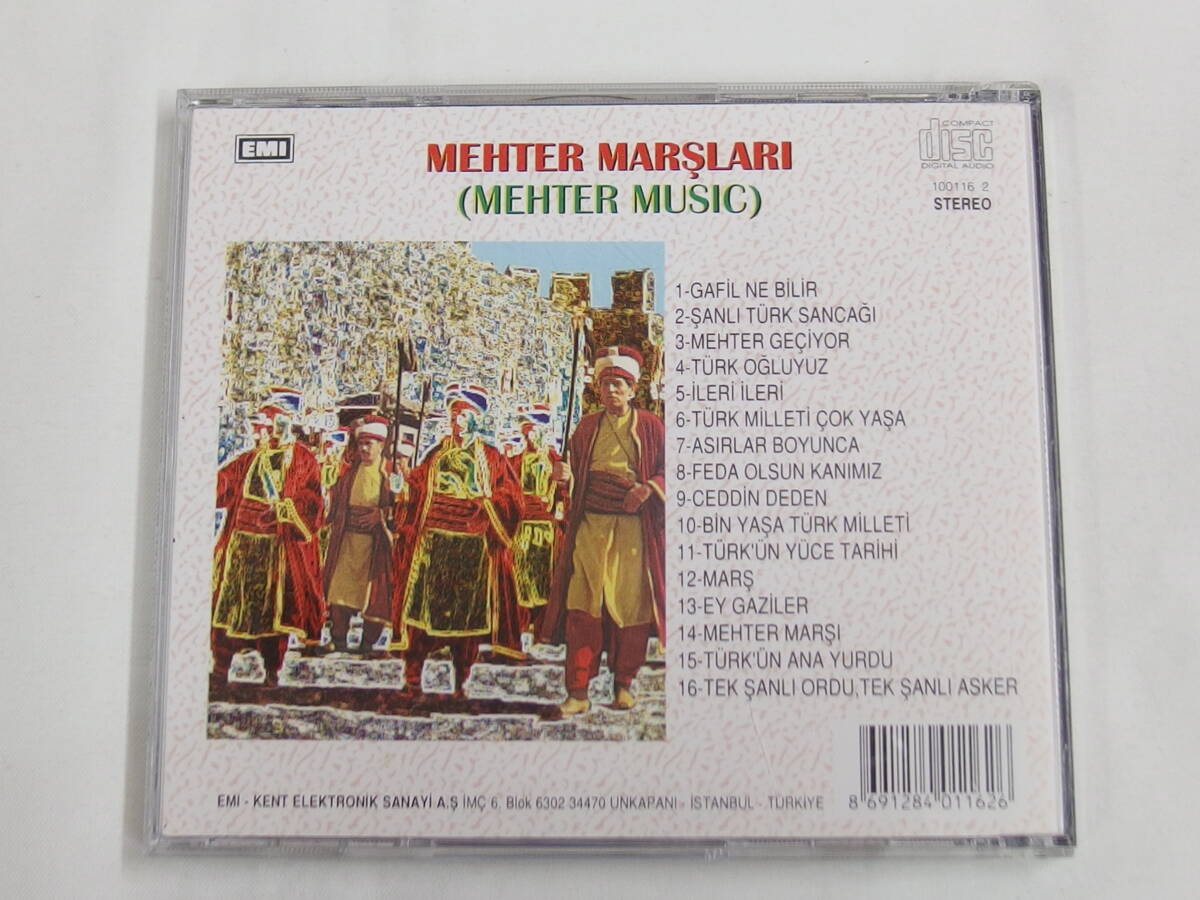 EMI
MEHTER MARŞLARI
(MEHTER MUSIC)
COMPACT
disc
DIGITAL AUDIO
100116 2
STEREO
1-GAFİL NE BİLİR
2-ŞANLI TÜRK SANCAĞI
3-MEHTER GEÇİYOR
4-TÜRK OĞLUYUZ
5-İLERİ İLERİ
6-TÜRK MİLLETİ ÇOK YAŞA
7-ASIRLAR BOYUNCA
8-FEDA OLSUN KANIMIZ
9-CEDDİN DEDEN
10-BİN YAŞA TÜRK MİLLETİ
11-TÜRK'ÜN YÜCE TARİHİ
12-MARŞ
13-EY GAZİLER
14-MEHTER MARŞI
15-TÜRK'ÜN ANA YURDU
16-TEK ŞANLI ORDU,TEK ŞANLI ASKER
EMI - KENT ELEKTRONİK SANAYİ A.Ş İMÇ 6. Blok 6302 34470 UNKAPANI - İSTANBUL - TÜRKİYE
8 691284 011626